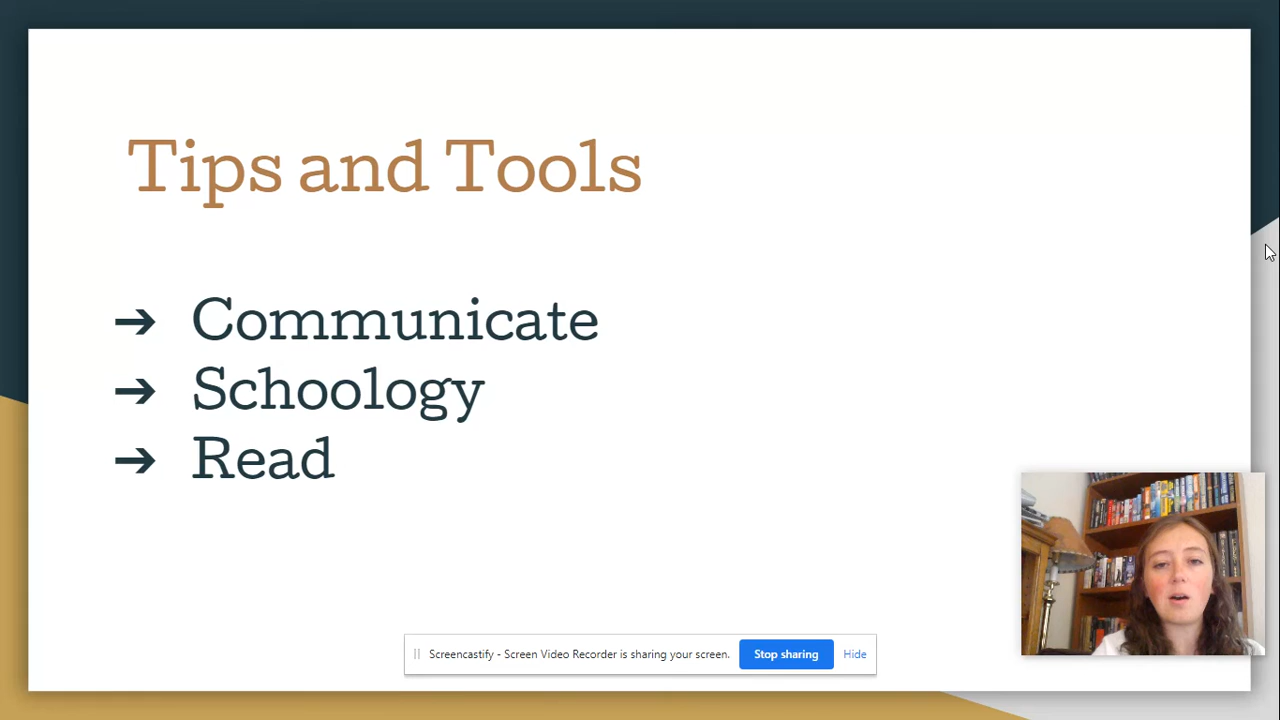 Tips and Tools
➔ Communicate
➔ Schoology
➔ Read
Screencastify - Screen Video Recorder is sharing your screen. Stop sharing Hide